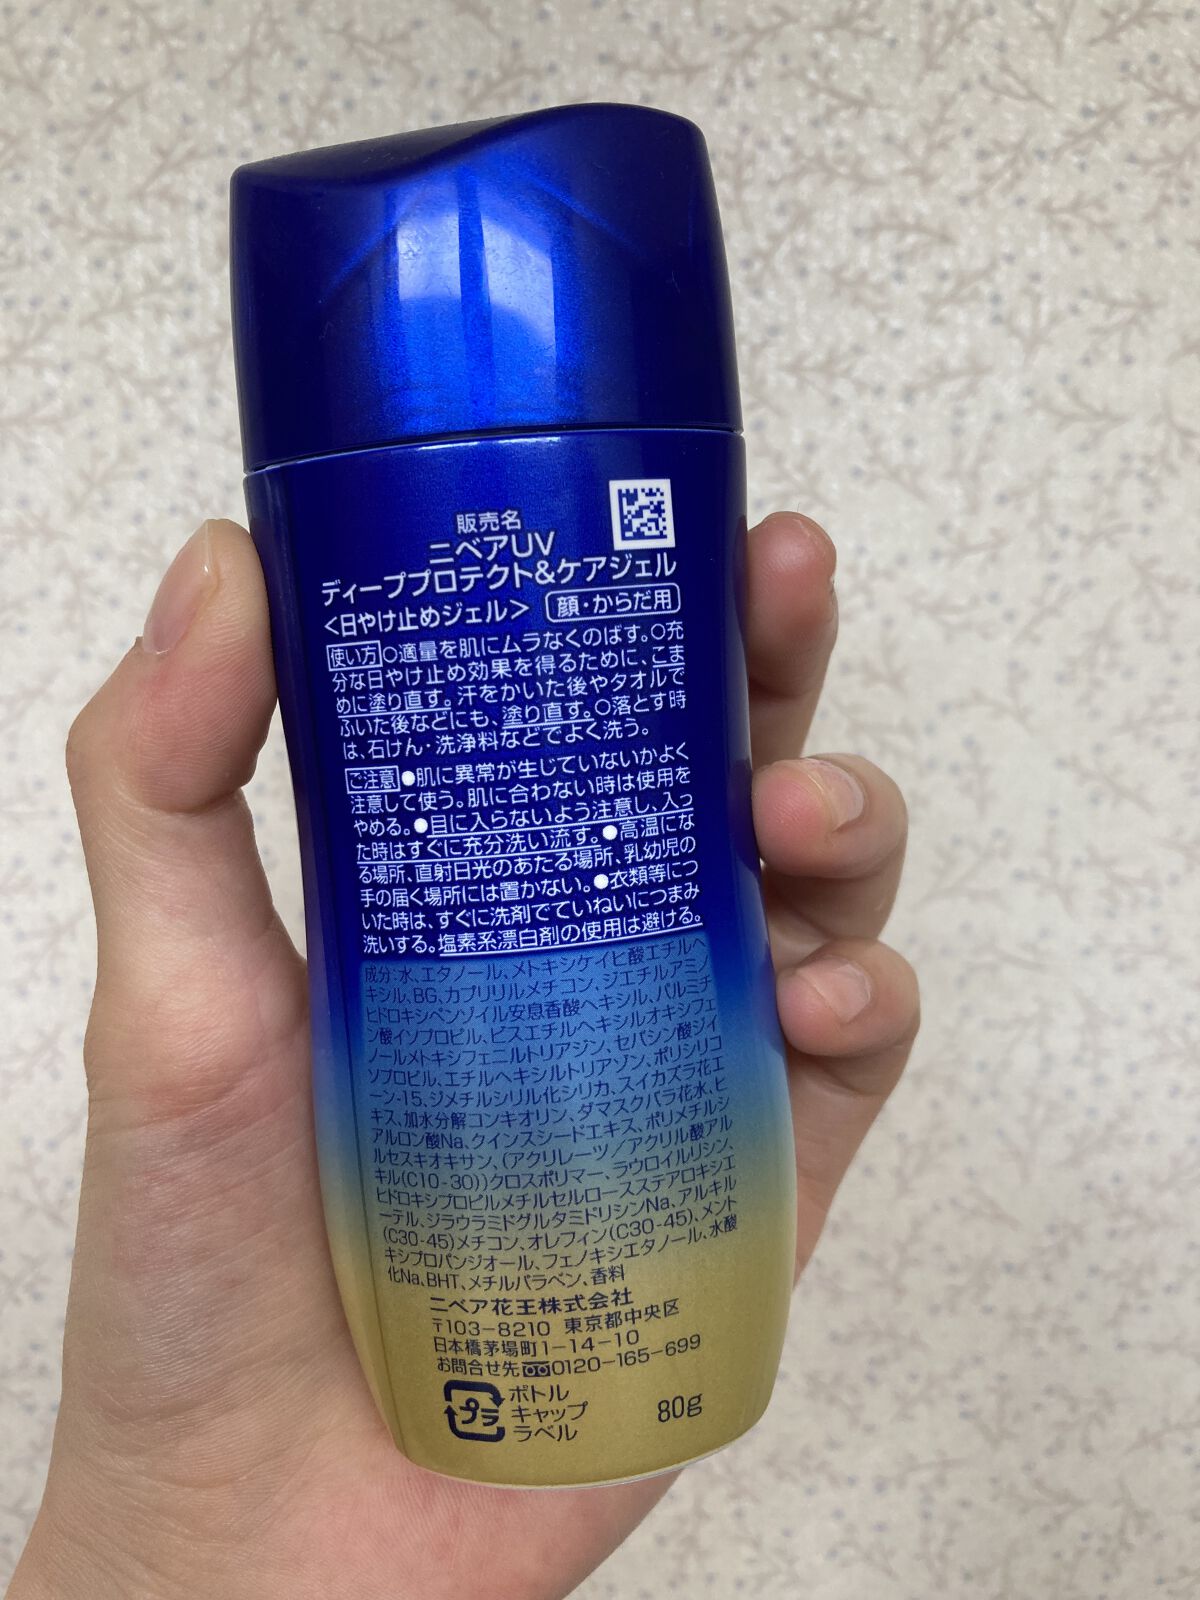 販売名
ニベアUV
ディーププロテクト&ケアジェル
<日やけ止めジェル> 顔・からだ用
使い方 ○適量を肌にムラなくのばす。○充
分な日やけ止め効果を得るために、こま
めに塗り直す。汗をかいた後やタオルで
ふいた後などにも、塗り直す。○落とす時
は、石けん・洗浄料などでよく洗う。
ご注意 ●肌に異常が生じていないかよく
注意して使う。肌に合わない時は使用を
やめる。●目に入らないよう注意し、入っ
た時はすぐに充分洗い流す。●高温にな
る場所、直射日光のあたる場所、乳幼児の
手の届く場所には置かない。●衣類等につ
いた時は、すぐに洗剤でていねいにつまみ
洗いする。塩素系漂白剤の使用は避ける。
成分:水、エタノール、メトキシケイヒ酸エチルヘ
キシル、BG、カプリリルメチコン、ジエチルアミノ
ヒドロキシベンゾイル安息香酸ヘキシル、パルミチ
ン酸イソプロピル、ビスエチルヘキシルオキシフェ
ノールメトキシフェニルトリアジン、セバシン酸ジイ
ソプロピル、エチルヘキシルトリアゾン、ポリシリコ
ーン-15、ジメチルシリル化シリカ、スイカズラ花エ
キス、加水分解コンキオリン、ダマスクバラ花水、ヒ
アルロン酸Na、クインスシードエキス、ポリメチルシ
ルセスキオキサン、(アクリレーツ/アクリル酸アル
キル(C10-30))クロスポリマー、ラウロイルリシン、
ヒドロキシプロピルメチルセルロースステアロキシエ
ーテル、ジラウラミドグルタミドリシンNa、アルキル
(C30-45)メチコン、オレフィン(C30-45)、メント
キシプロパンジオール、フェノキシエタノール、水酸
化Na、BHT、メチルパラベン、香料
ニベア花王株式会社
〒103-8210 東京都中央区
日本橋茅場町1-14-10
お問合せ先 0120-165-699
プラ ボトル
キャップ
ラベル
80g